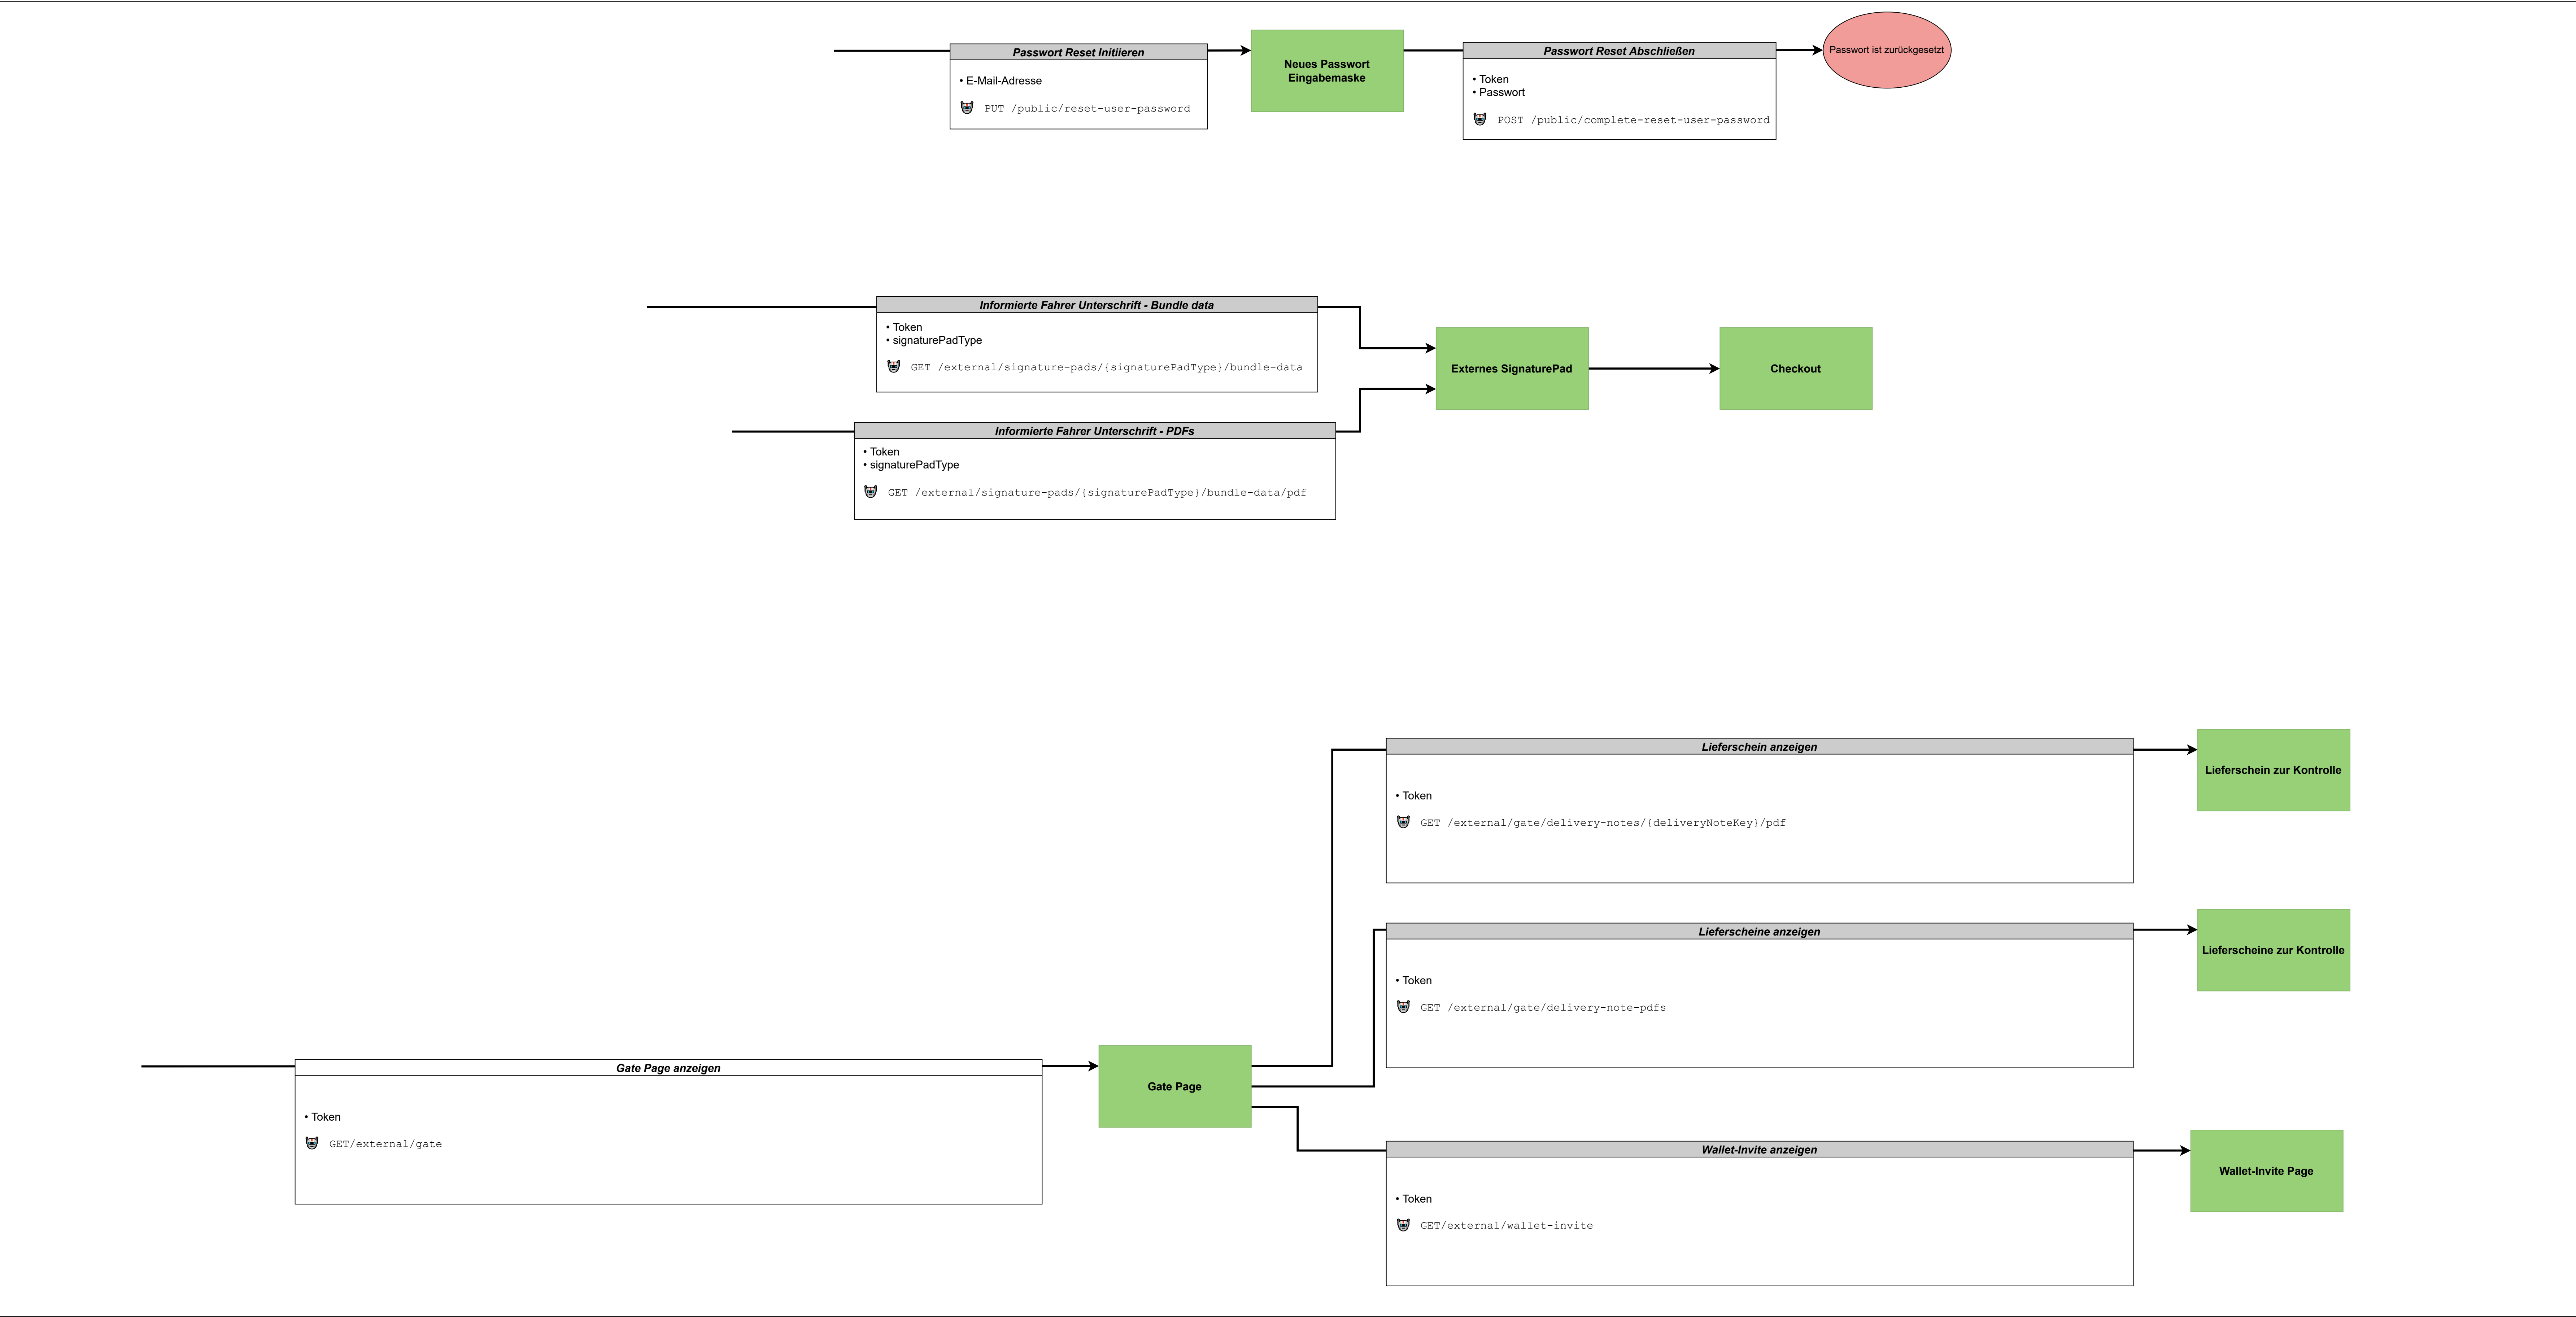 Passwort Reset Initiieren
• E-Mail-Adresse
PUT /public/reset-user-password
Neues Passwort
Eingabemaske
Passwort Reset Abschließen
• Token
• Passwort
POST /public/complete-reset-user-password
Passwort ist zurückgesetzt
Informierte Fahrer Unterschrift - Bundle data
• Token
• signaturePadType
GET /external/signature-pads/{signaturePadType}/bundle-data
Informierte Fahrer Unterschrift - PDFs
• Token
• signaturePadType
GET /external/signature-pads/{signaturePadType}/bundle-data/pdf
Externes SignaturePad
Checkout
Lieferschein anzeigen
• Token
GET /external/gate/delivery-notes/{deliveryNoteKey}/pdf
Lieferschein zur Kontrolle
Lieferscheine anzeigen
• Token
GET /external/gate/delivery-note-pdfs
Lieferscheine zur Kontrolle
Gate Page anzeigen
• Token
GET/external/gate
Gate Page
Wallet-Invite anzeigen
• Token
GET/external/wallet-invite
Wallet-Invite Page